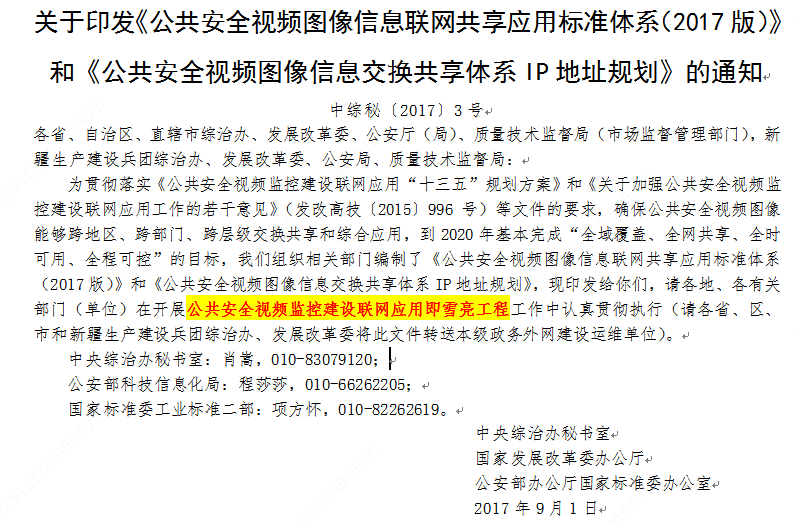 关于印发《公共安全视频图像信息联网共享应用标准体系（2017版）》
和《公共安全视频图像信息交换共享体系IP地址规划》的通知
中综秘〔2017〕3号
各省、自治区、直辖市综治办、发展改革委、公安厅（局）、质量技术监督局（市场监督管理部门），新
疆生产建设兵团综治办、发展改革委、公安局、质量技术监督局：
为贯彻落实《公共安全视频监控建设联网应用“十三五”规划方案》和《关于加强公共安全视频监
控建设联网应用工作的若干意见》（发改高技〔2015〕996 号）等文件的要求，确保公共安全视频图像
能够跨地区、跨部门、跨层级交换共享和综合应用，到 2020 年基本完成“全域覆盖、全网共享、全时
可用、全程可控”的目标，我们组织相关部门编制了《公共安全视频图像信息联网共享应用标准体系
（2017 版）》和《公共安全视频图像信息交换共享体系 IP 地址规划》，现印发给你们，请各地、各有关
部门（单位）在开展公共安全视频监控建设联网应用即雪亮工程工作中认真贯彻执行（请各省、区、
市和新疆生产建设兵团综治办、发展改革委将此文件转送本级政务外网建设运维单位）。
中央综治办秘书室：肖嵩，010-83079120；
公安部科技信息化局：程莎莎，010-66262205；
国家标准委工业标准二部：项方怀，010-82262619。
中央综治办秘书室
国家发展改革委办公厅
公安部办公厅国家标准委办公室
2017 年 9 月 1 日